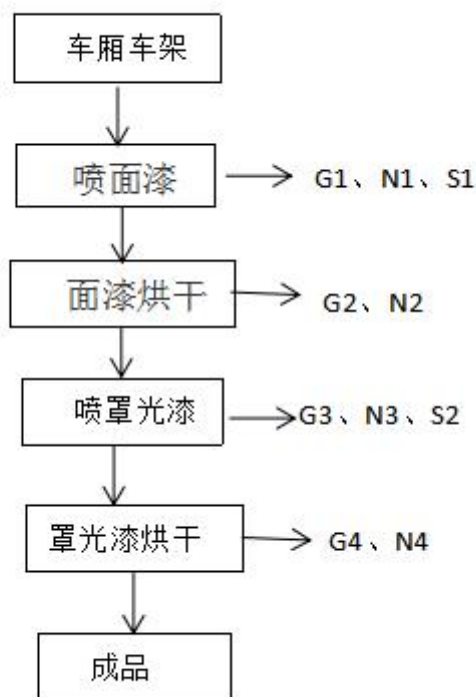 车厢车架
喷面漆
G1、N1、S1
面漆烘干
G2、N2
喷罩光漆
G3、N3、S2
罩光漆烘干
G4、N4
成品